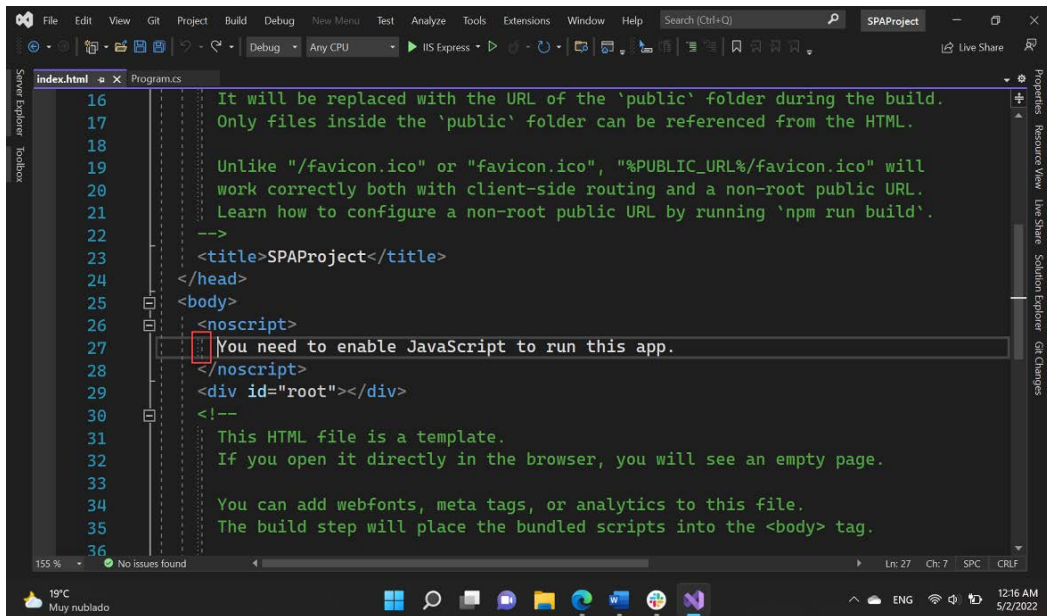 File Edit View Git Project Build Debug New Menu Test Analyze Tools Extensions Window Help Search (Ctrl+Q) SPAProject
Debug Any CPU IIS Express Live Share
index.html Program.cs
Server Explorer
Toolbox
16 It will be replaced with the URL of the `public` folder during the build.
17 Only files inside the `public` folder can be referenced from the HTML.
18
19 Unlike "/favicon.ico" or "favicon.ico", "%PUBLIC_URL%/favicon.ico" will
20 work correctly both with client-side routing and a non-root public URL.
21 Learn how to configure a non-root public URL by running `npm run build`.
22 -->
23 <title>SPAProject</title>
24 </head>
25 <body>
26 <noscript>
27 You need to enable JavaScript to run this app.
28 </noscript>
29 <div id="root"></div>
30 <!--
31 This HTML file is a template.
32 If you open it directly in the browser, you will see an empty page.
33
34 You can add webfonts, meta tags, or analytics to this file.
35 The build step will place the bundled scripts into the <body> tag.
36
Properties
Resource View
Live Share
Solution Explorer
Git Changes
155 % No issues found Ln: 27 Ch: 7 SPC CRLF
19°C
Muy nublado
ENG
12:16 AM
5/2/2022